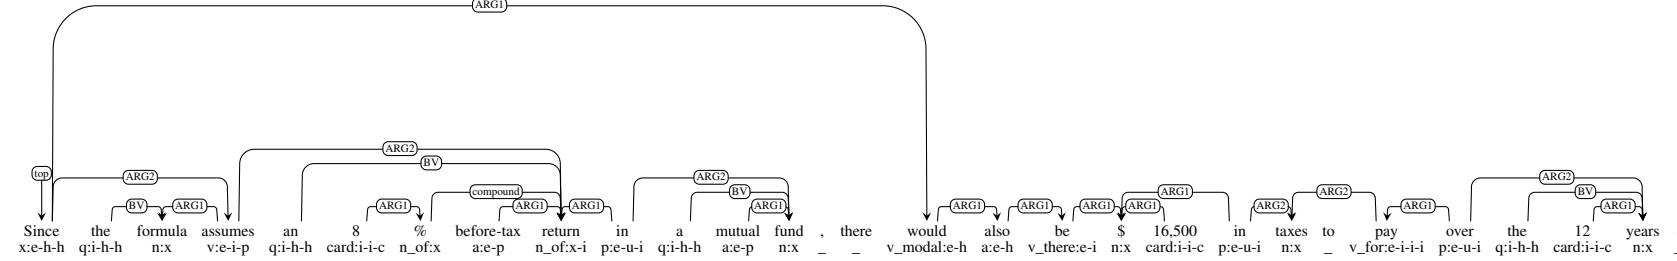 ARG1
ARG2 BV
top ARG2 compound ARG2 BV ARG1 ARG2 BV
BV ARG1 ARG1 ARG1 ARG1 ARG1 ARG1 ARG1 ARG1 ARG1 ARG2 ARG2 ARG1 ARG1
Since the formula assumes an 8 % before-tax return in a mutual fund , there would also be $ 16,500 in taxes to pay over the 12 years
x:e-h-h q:i-h-h n:x v:e-i-p q:i-h-h card:i-i-c n_of:x a:e-p n_of:x-i p:e-u-i q:i-h-h a:e-p n:x _ _ v_modal:e-h a:e-h v_there:e-i n:x card:i-i-c p:e-u-i n:x _ v_for:e-i-i-i p:e-u-i q:i-h-h card:i-i-c n:x